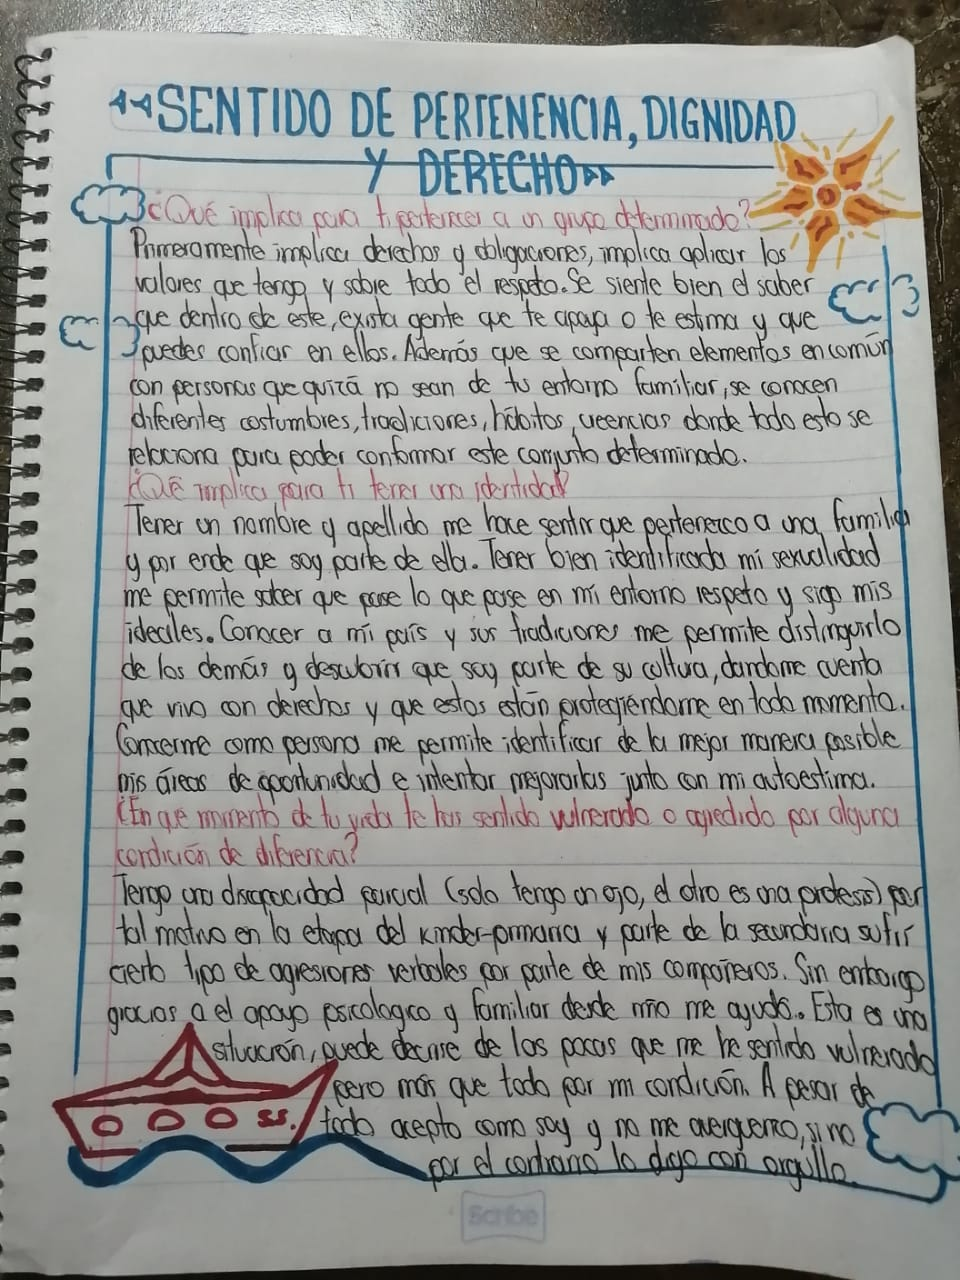 SENTIDO DE PERTENENCIA, DIGNIDAD
Y DERECHO
¿Qué implica para ti pertenecer a un grupo determinado?
Primeramente implica derechos y obligaciones, implica aplicar los
valores que tengo y sobre todo el respeto. Se siente bien el saber
que dentro de este, exista gente que te apoya o te estima y que
puedes confiar en ellos. Además que se comparten elementos en común
con personas que quizá no sean de tu entorno familiar, se conocen
diferentes costumbres, tradiciones, hábitos, creencias donde todo esto se
relaciona para poder conformar este conjunto determinado.
¿Qué implica para ti tener una identidad?
Tener un nombre y apellido me hace sentir que pertenezco a una familia
y por ende que soy parte de ella. Tener bien identificada mi sexualidad
me permite saber que pase lo que pase en mi entorno respeto y sigo mis
ideales. Conocer a mi país y sus tradiciones me permite distinguirlo
de los demás y descubrir que soy parte de su cultura, dandome cuenta
que vivo con derechos y que estos están protegiéndome en todo momento.
Conocerme como persona me permite identificar de la mejor manera posible
mis áreas de oportunidad e intentar mejorarlas junto con mi autoestima.
¿En que momento de tu vida te has sentido vulnerado o agredido por alguna
condición de diferencia?
Tengo una discapacidad parcial (solo tengo un ojo, el otro es una protesis) por
tal motivo en la etapa del kinder-primaria y parte de la secundaria sufrí
cierto tipo de agresiones verbales por parte de mis compañeros. Sin embargo
gracias a el apoyo psicologico y familiar desde niño me ayudó. Esta es una
situación, puede decirse de las pocas que me he sentido vulnerado
pero más que todo por mi condición. A pesar de
todo acepto como soy y no me averguenzo, si no
por el contrario lo digo con orgullo.
S.S.
Scribe